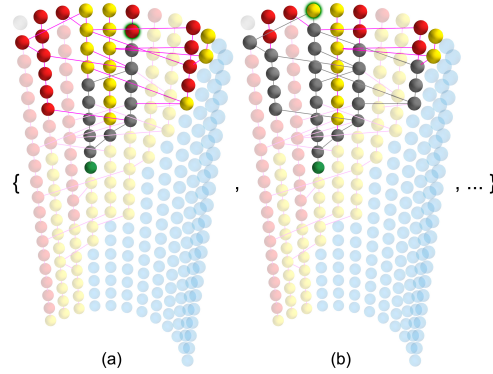 { , , ... }
(a) (b)